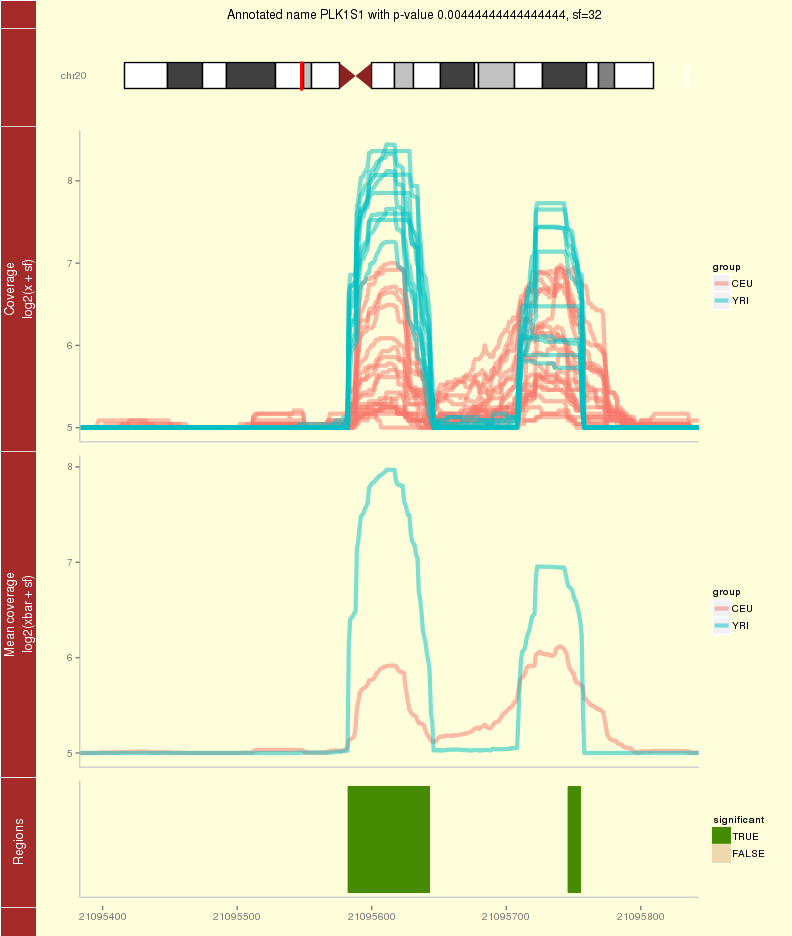 Annotated name PLK1S1 with p-value 0.00444444444444444, sf=32
chr20
Coverage
log2(x + sf)
8
7
6
5
group
CEU
YRI
Mean coverage
log2(xbar + sf)
8
7
6
5
group
CEU
YRI
Regions
significant
TRUE
FALSE
21095400 21095500 21095600 21095700 21095800